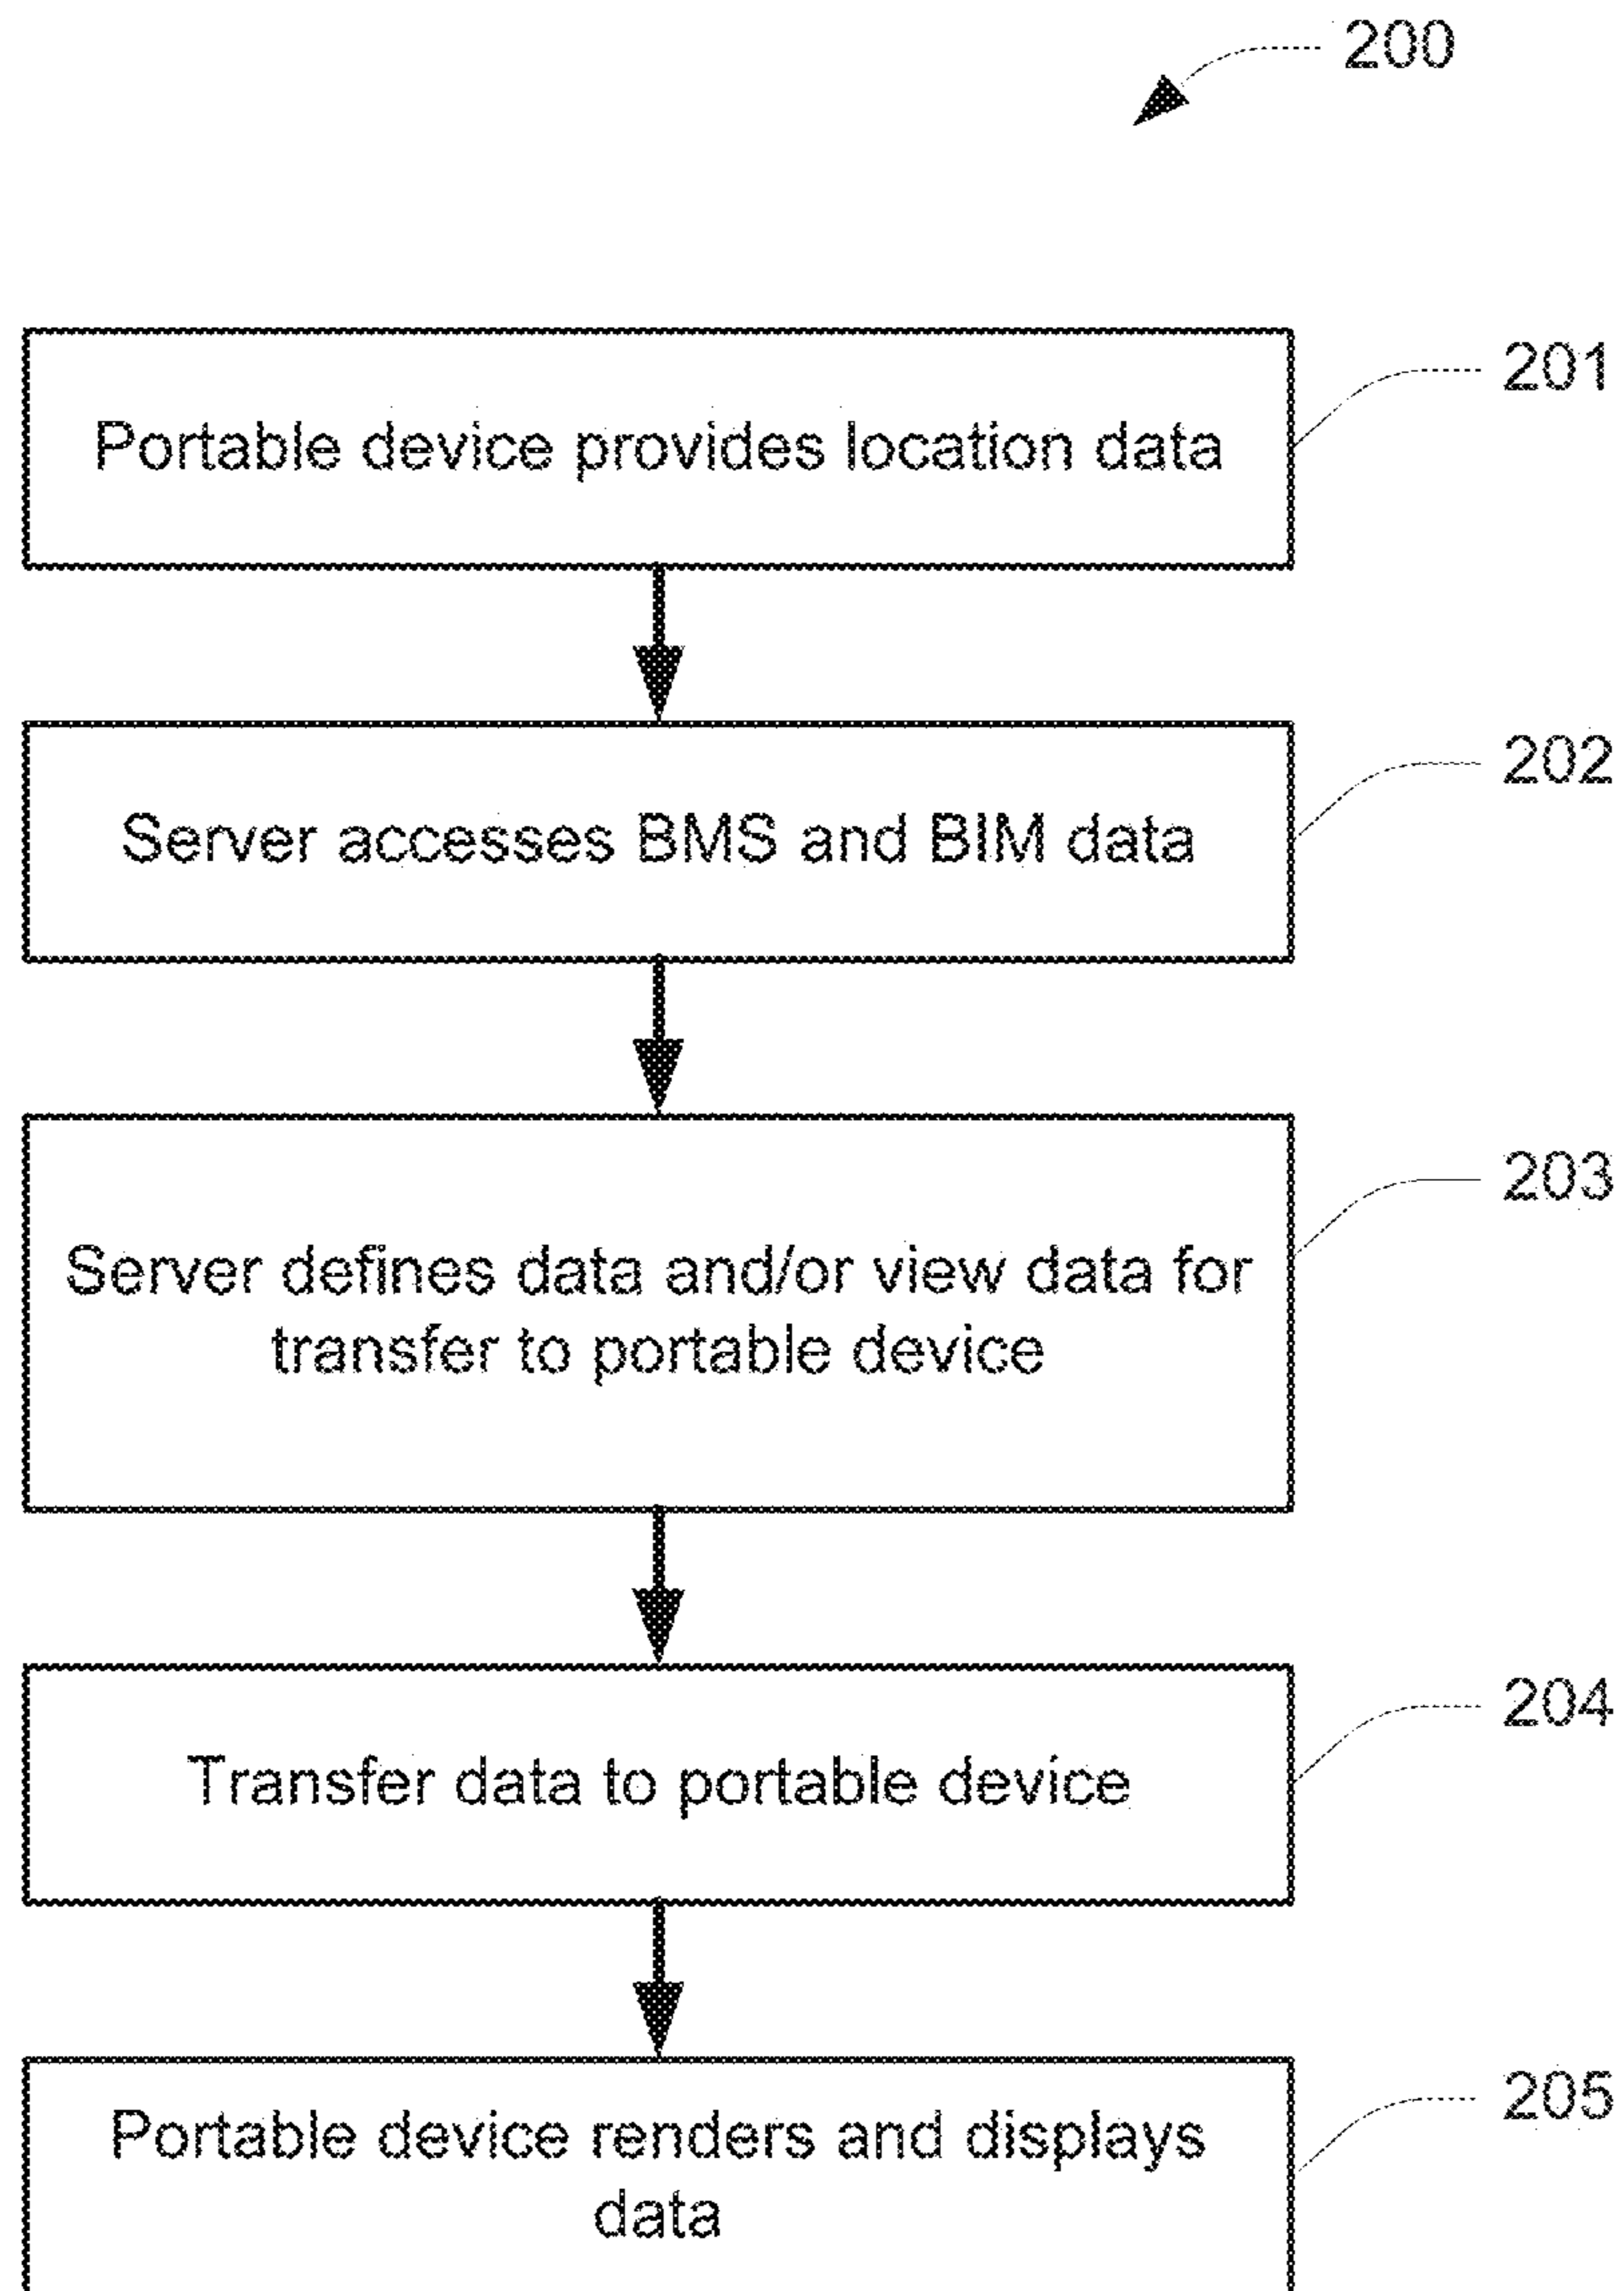 200
Portable device provides location data
201
Server accesses BMS and BIM data
202
Server defines data and/or view data for
transfer to portable device
203
Transfer data to portable device
204
Portable device renders and displays
data
205